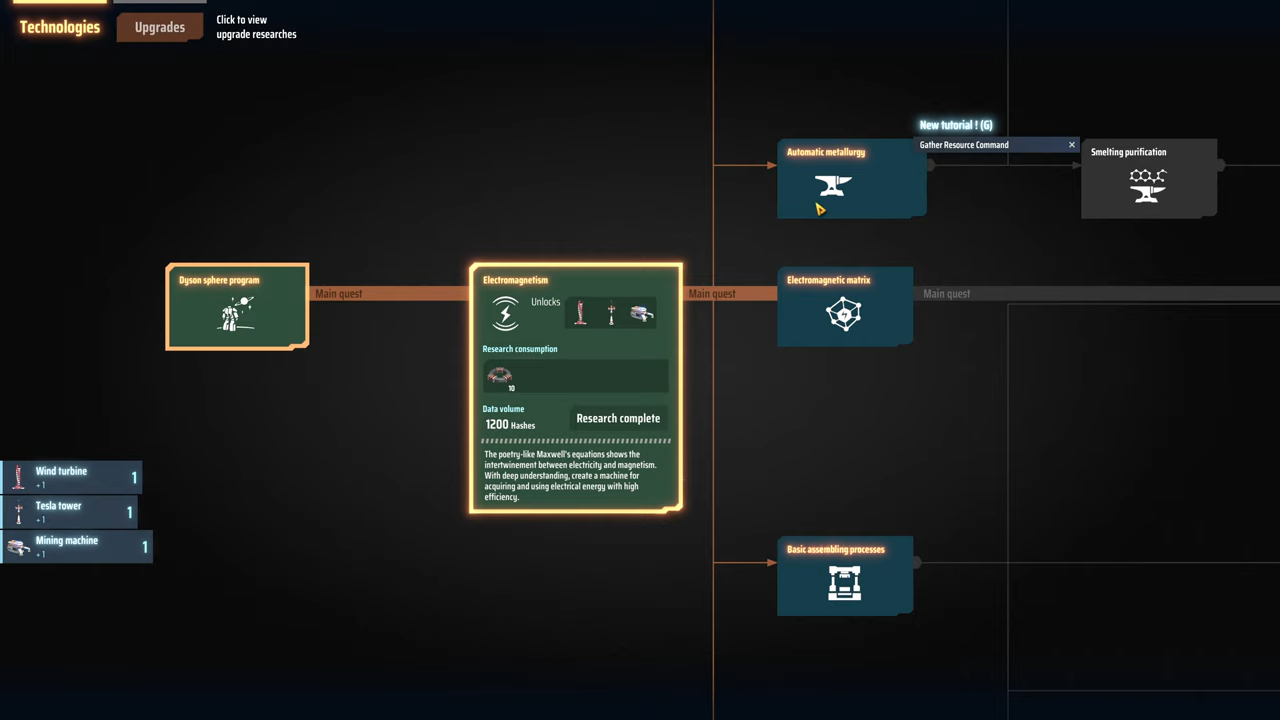 Technologies
Upgrades
Click to view
upgrade researches
New tutorial ! (G)
Gather Resource Command
Automatic metallurgy
Smelting purification
Dyson sphere program
Main quest
Electromagnetism
Unlocks
Research consumption
10
Data volume
1200 Hashes
Research complete
The poetry-like Maxwell's equations shows the
intertwinement between electricity and magnetism.
With deep understanding, create a machine for
acquiring and using electrical energy with high
efficiency.
Main quest
Electromagnetic matrix
Main quest
Wind turbine
+1
1
Tesla tower
+1
1
Mining machine
+1
1
Basic assembling processes